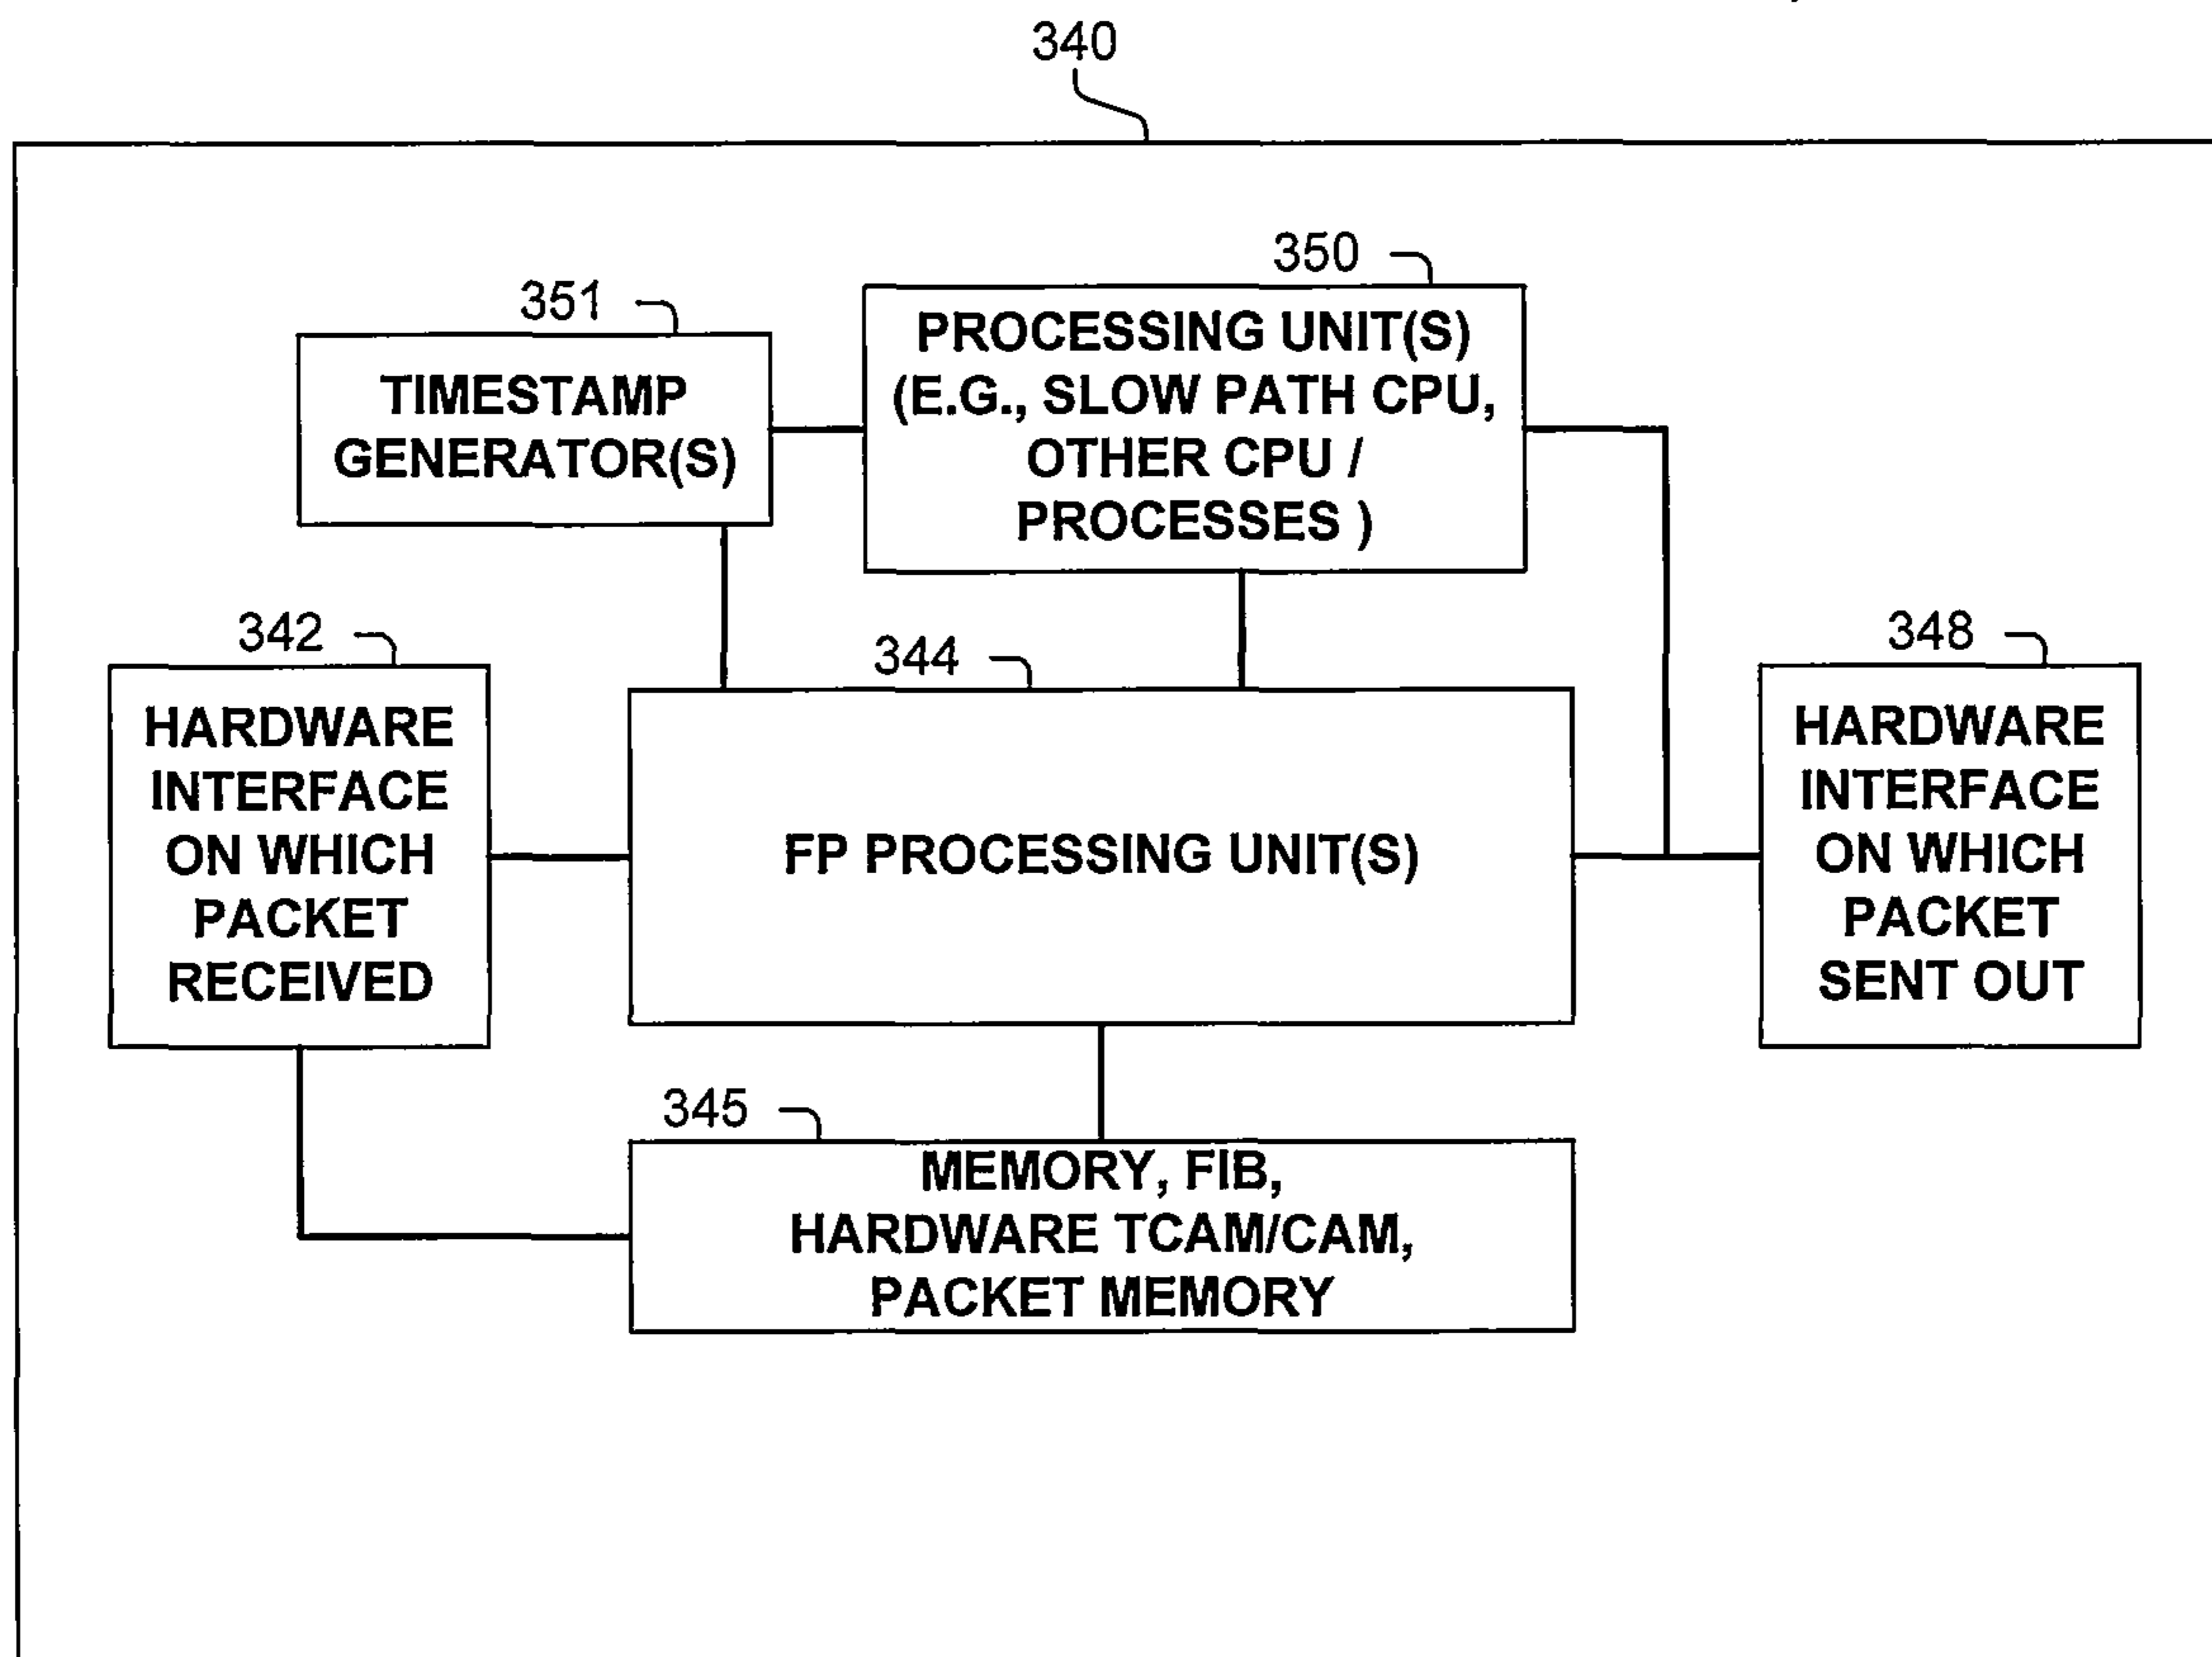 340
350
351
PROCESSING UNIT(S)
(E.G., SLOW PATH CPU,
OTHER CPU /
PROCESSES )
TIMESTAMP
GENERATOR(S)
342
344
348
HARDWARE
INTERFACE
ON WHICH
PACKET
RECEIVED
FP PROCESSING UNIT(S)
HARDWARE
INTERFACE
ON WHICH
PACKET
SENT OUT
345
MEMORY, FIB,
HARDWARE TCAM/CAM,
PACKET MEMORY